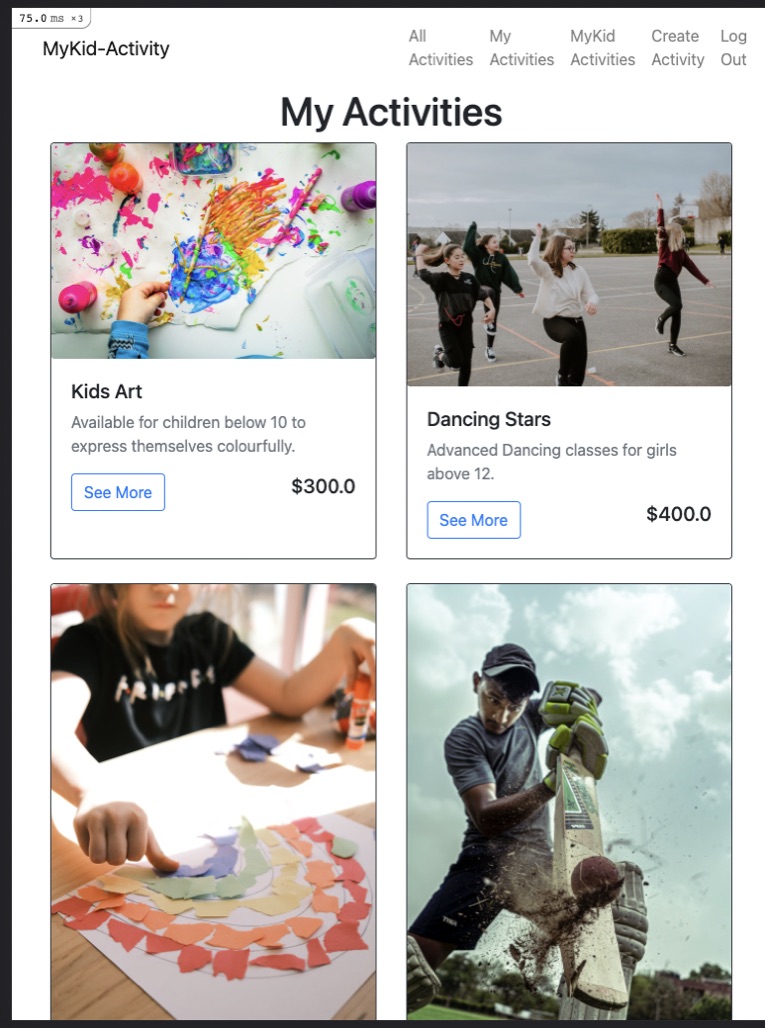 75.0 ms ×3
MyKid-Activity
All Activities
My Activities
MyKid Activities
Create Activity
Log Out
My Activities
Kids Art
Available for children below 10 to
express themselves colourfully.
See More
$300.0
Dancing Stars
Advanced Dancing classes for girls
above 12.
See More
$400.0